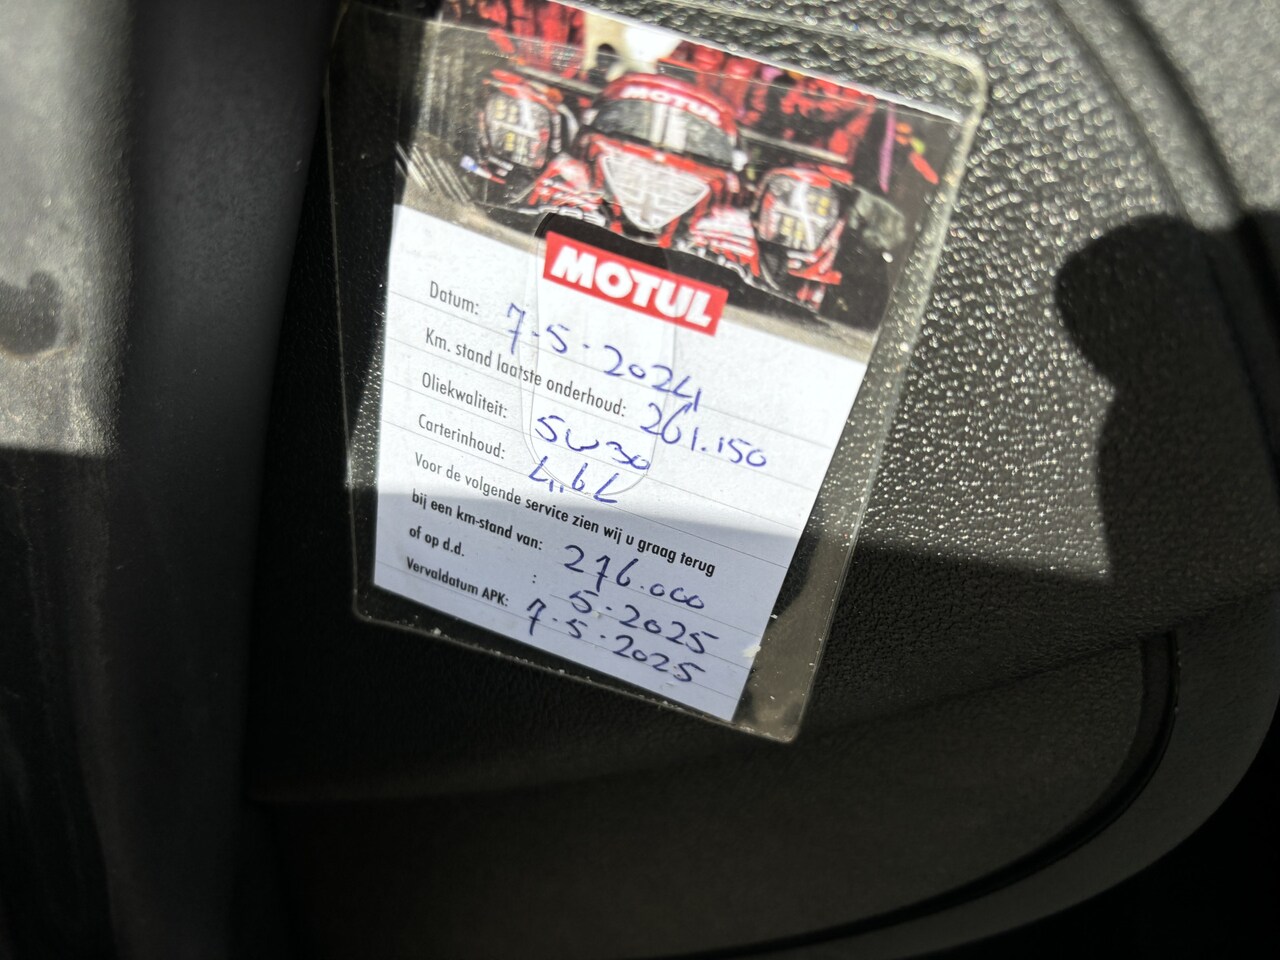 MOTUL
MOTUL
Datum: 7-5-2024
Km. stand laatste onderhoud: 261.150
Oliekwaliteit: 5w30
Carterinhoud: 4,6L
Voor de volgende service zien wij u graag terug
bij een km-stand van: 276.000
of op d.d. : 5-2025
Vervaldatum APK: 7-5-2025